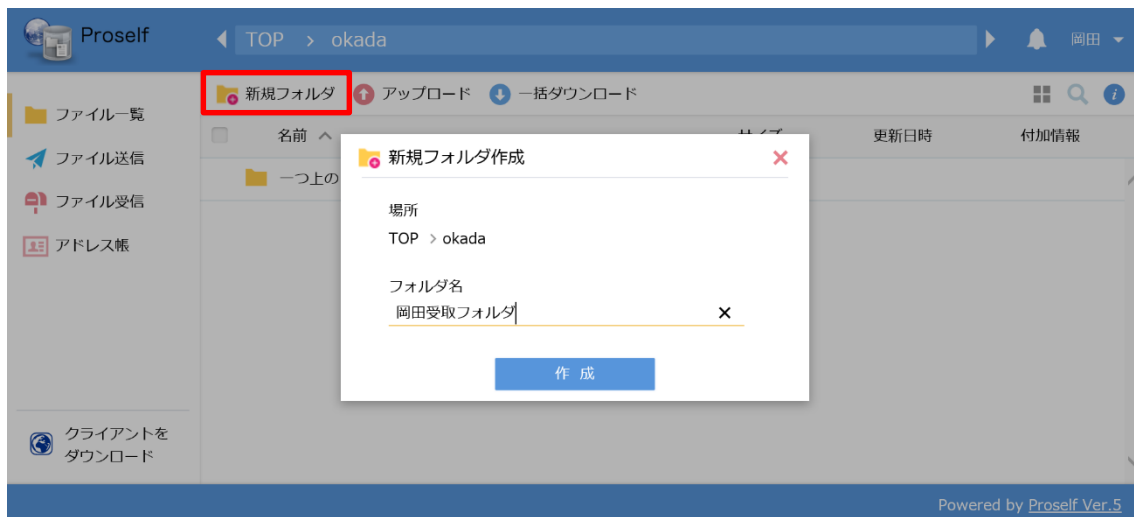 Proself
TOP > okada
岡田
新規フォルダ
アップロード
一括ダウンロード
ファイル一覧
ファイル送信
ファイル受信
アドレス帳
名前
サイズ
更新日時
付加情報
一つ上の
新規フォルダ作成
場所
TOP > okada
フォルダ名
岡田受取フォルダ
作 成
クライアントを
ダウンロード
Powered by Proself Ver.5